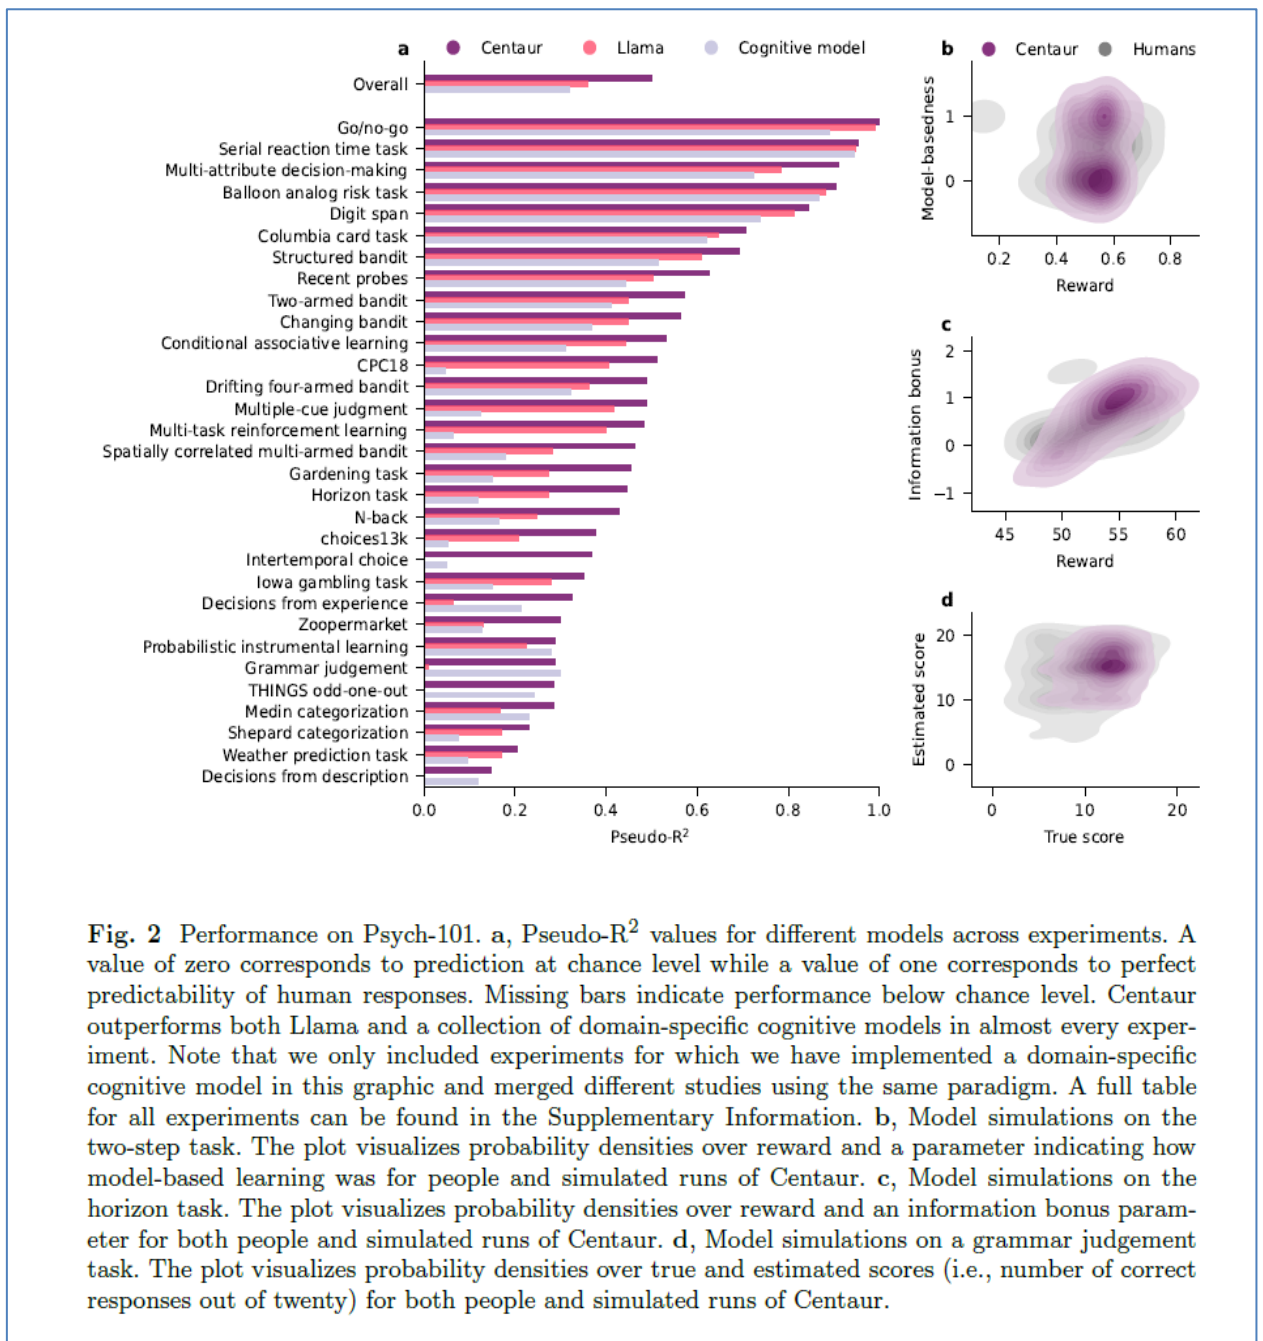 a Centaur Llama Cognitive model
Overall
Go/no-go
Serial reaction time task
Multi-attribute decision-making
Balloon analog risk task
Digit span
Columbia card task
Structured bandit
Recent probes
Two-armed bandit
Changing bandit
Conditional associative learning
CPC18
Drifting four-armed bandit
Multiple-cue judgment
Multi-task reinforcement learning
Spatially correlated multi-armed bandit
Gardening task
Horizon task
N-back
choices13k
Intertemporal choice
Iowa gambling task
Decisions from experience
Zoopermarket
Probabilistic instrumental learning
Grammar judgement
THINGS odd-one-out
Medin categorization
Shepard categorization
Weather prediction task
Decisions from description
0.0 0.2 0.4 0.6 0.8 1.0
Pseudo-R²
b Centaur Humans
Model-basedness
1
0
0.2 0.4 0.6 0.8
Reward
c
Information bonus
2
1
0
−1
45 50 55 60
Reward
d
Estimated score
20
10
0
0 10 20
True score
Fig. 2 Performance on Psych-101. a, Pseudo-R² values for different models across experiments. A
value of zero corresponds to prediction at chance level while a value of one corresponds to perfect
predictability of human responses. Missing bars indicate performance below chance level. Centaur
outperforms both Llama and a collection of domain-specific cognitive models in almost every exper-
iment. Note that we only included experiments for which we have implemented a domain-specific
cognitive model in this graphic and merged different studies using the same paradigm. A full table
for all experiments can be found in the Supplementary Information. b, Model simulations on the
two-step task. The plot visualizes probability densities over reward and a parameter indicating how
model-based learning was for people and simulated runs of Centaur. c, Model simulations on the
horizon task. The plot visualizes probability densities over reward and an information bonus param-
eter for both people and simulated runs of Centaur. d, Model simulations on a grammar judgement
task. The plot visualizes probability densities over true and estimated scores (i.e., number of correct
responses out of twenty) for both people and simulated runs of Centaur.